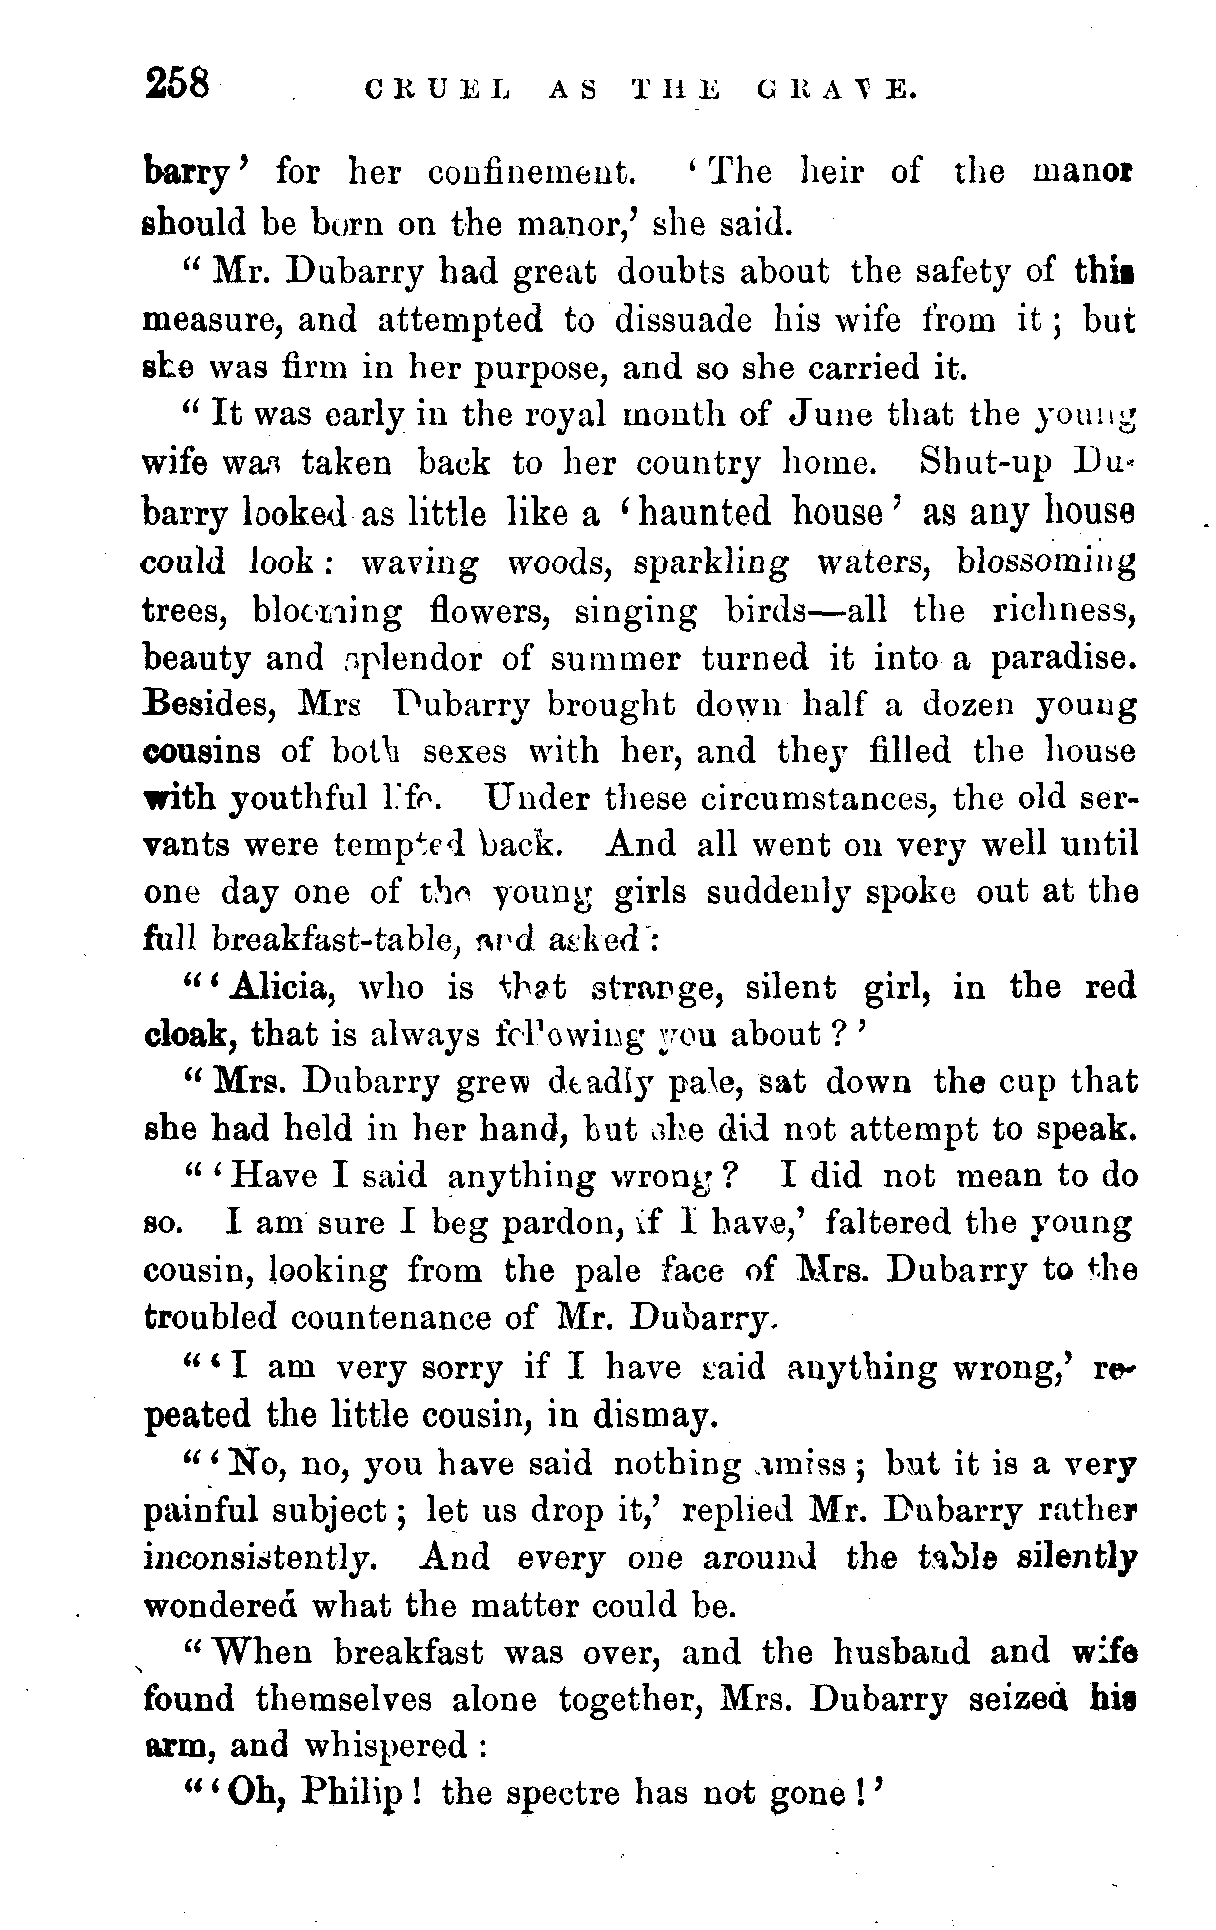 258 CRUEL AS THE GRAVE.
barry' for her confinement. 'The heir of the manor
should be born on the manor,' she said.
"Mr. Dubarry had great doubts about the safety of this
measure, and attempted to dissuade his wife from it; but
she was firm in her purpose, and so she carried it.
"It was early in the royal month of June that the young
wife was taken back to her country home. Shut-up Du-
barry looked as little like a 'haunted house' as any house
could look: waving woods, sparkling waters, blossoming
trees, blooming flowers, singing birds—all the richness,
beauty and splendor of summer turned it into a paradise.
Besides, Mrs Dubarry brought down half a dozen young
cousins of both sexes with her, and they filled the house
with youthful life. Under these circumstances, the old ser-
vants were tempted back. And all went on very well until
one day one of the young girls suddenly spoke out at the
full breakfast-table, and asked:
"'Alicia, who is that strange, silent girl, in the red
cloak, that is always following you about?'
"Mrs. Dubarry grew deadly pale, sat down the cup that
she had held in her hand, but she did not attempt to speak.
"'Have I said anything wrong? I did not mean to do
so. I am sure I beg pardon, if I have,' faltered the young
cousin, looking from the pale face of Mrs. Dubarry to the
troubled countenance of Mr. Dubarry.
"'I am very sorry if I have said anything wrong,' re-
peated the little cousin, in dismay.
"'No, no, you have said nothing amiss; but it is a very
painful subject; let us drop it,' replied Mr. Dubarry rather
inconsistently. And every one around the table silently
wondered what the matter could be.
"When breakfast was over, and the husband and wife
found themselves alone together, Mrs. Dubarry seized his
arm, and whispered:
"'Oh, Philip! the spectre has not gone!'